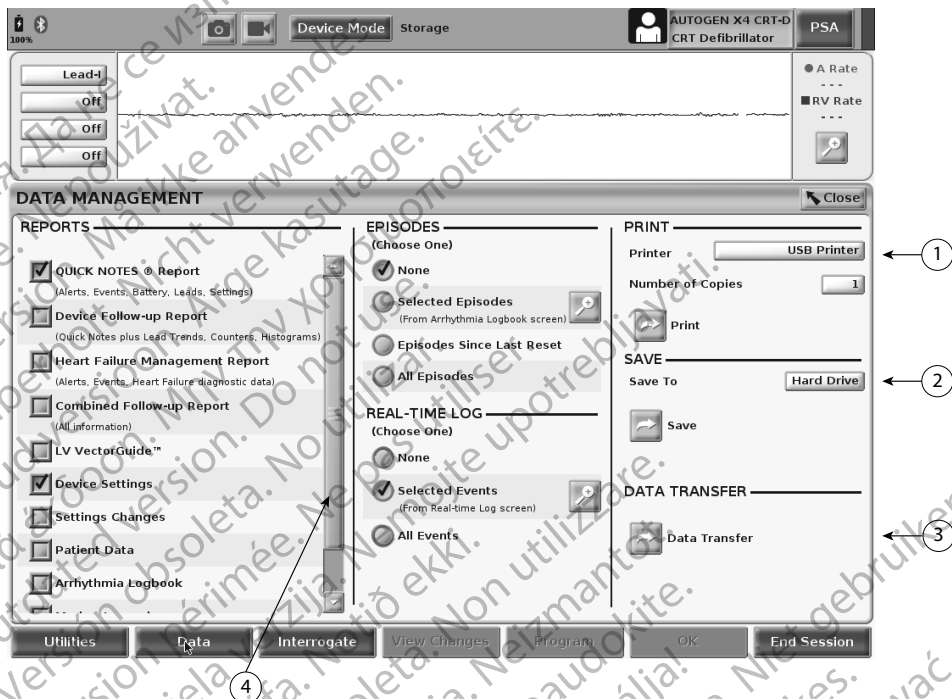 100%
Device Mode
Storage
AUTOGEN X4 CRT-D
CRT Defibrillator
PSA
Lead-I
Off
Off
Off
A Rate
---
RV Rate
---
DATA MANAGEMENT
Close
REPORTS
QUICK NOTES ® Report
(Alerts, Events, Battery, Leads, Settings)
Device Follow-up Report
(Quick Notes plus Lead Trends, Counters, Histograms)
Heart Failure Management Report
(Alerts, Events, Heart Failure diagnostic data)
Combined Follow-up Report
(All information)
LV VectorGuide™
Device Settings
Settings Changes
Patient Data
Arrhythmia Logbook
EPISODES
(Choose One)
None
Selected Episodes
(From Arrhythmia Logbook screen)
Episodes Since Last Reset
All Episodes
REAL-TIME LOG
(Choose One)
None
Selected Events
(From Real-time Log screen)
All Events
PRINT
Printer
USB Printer
Number of Copies
1
Print
SAVE
Save To
Hard Drive
Save
DATA TRANSFER
Data Transfer
Utilities
Data
Interrogate
View Changes
Program
OK
End Session
1
2
3
4